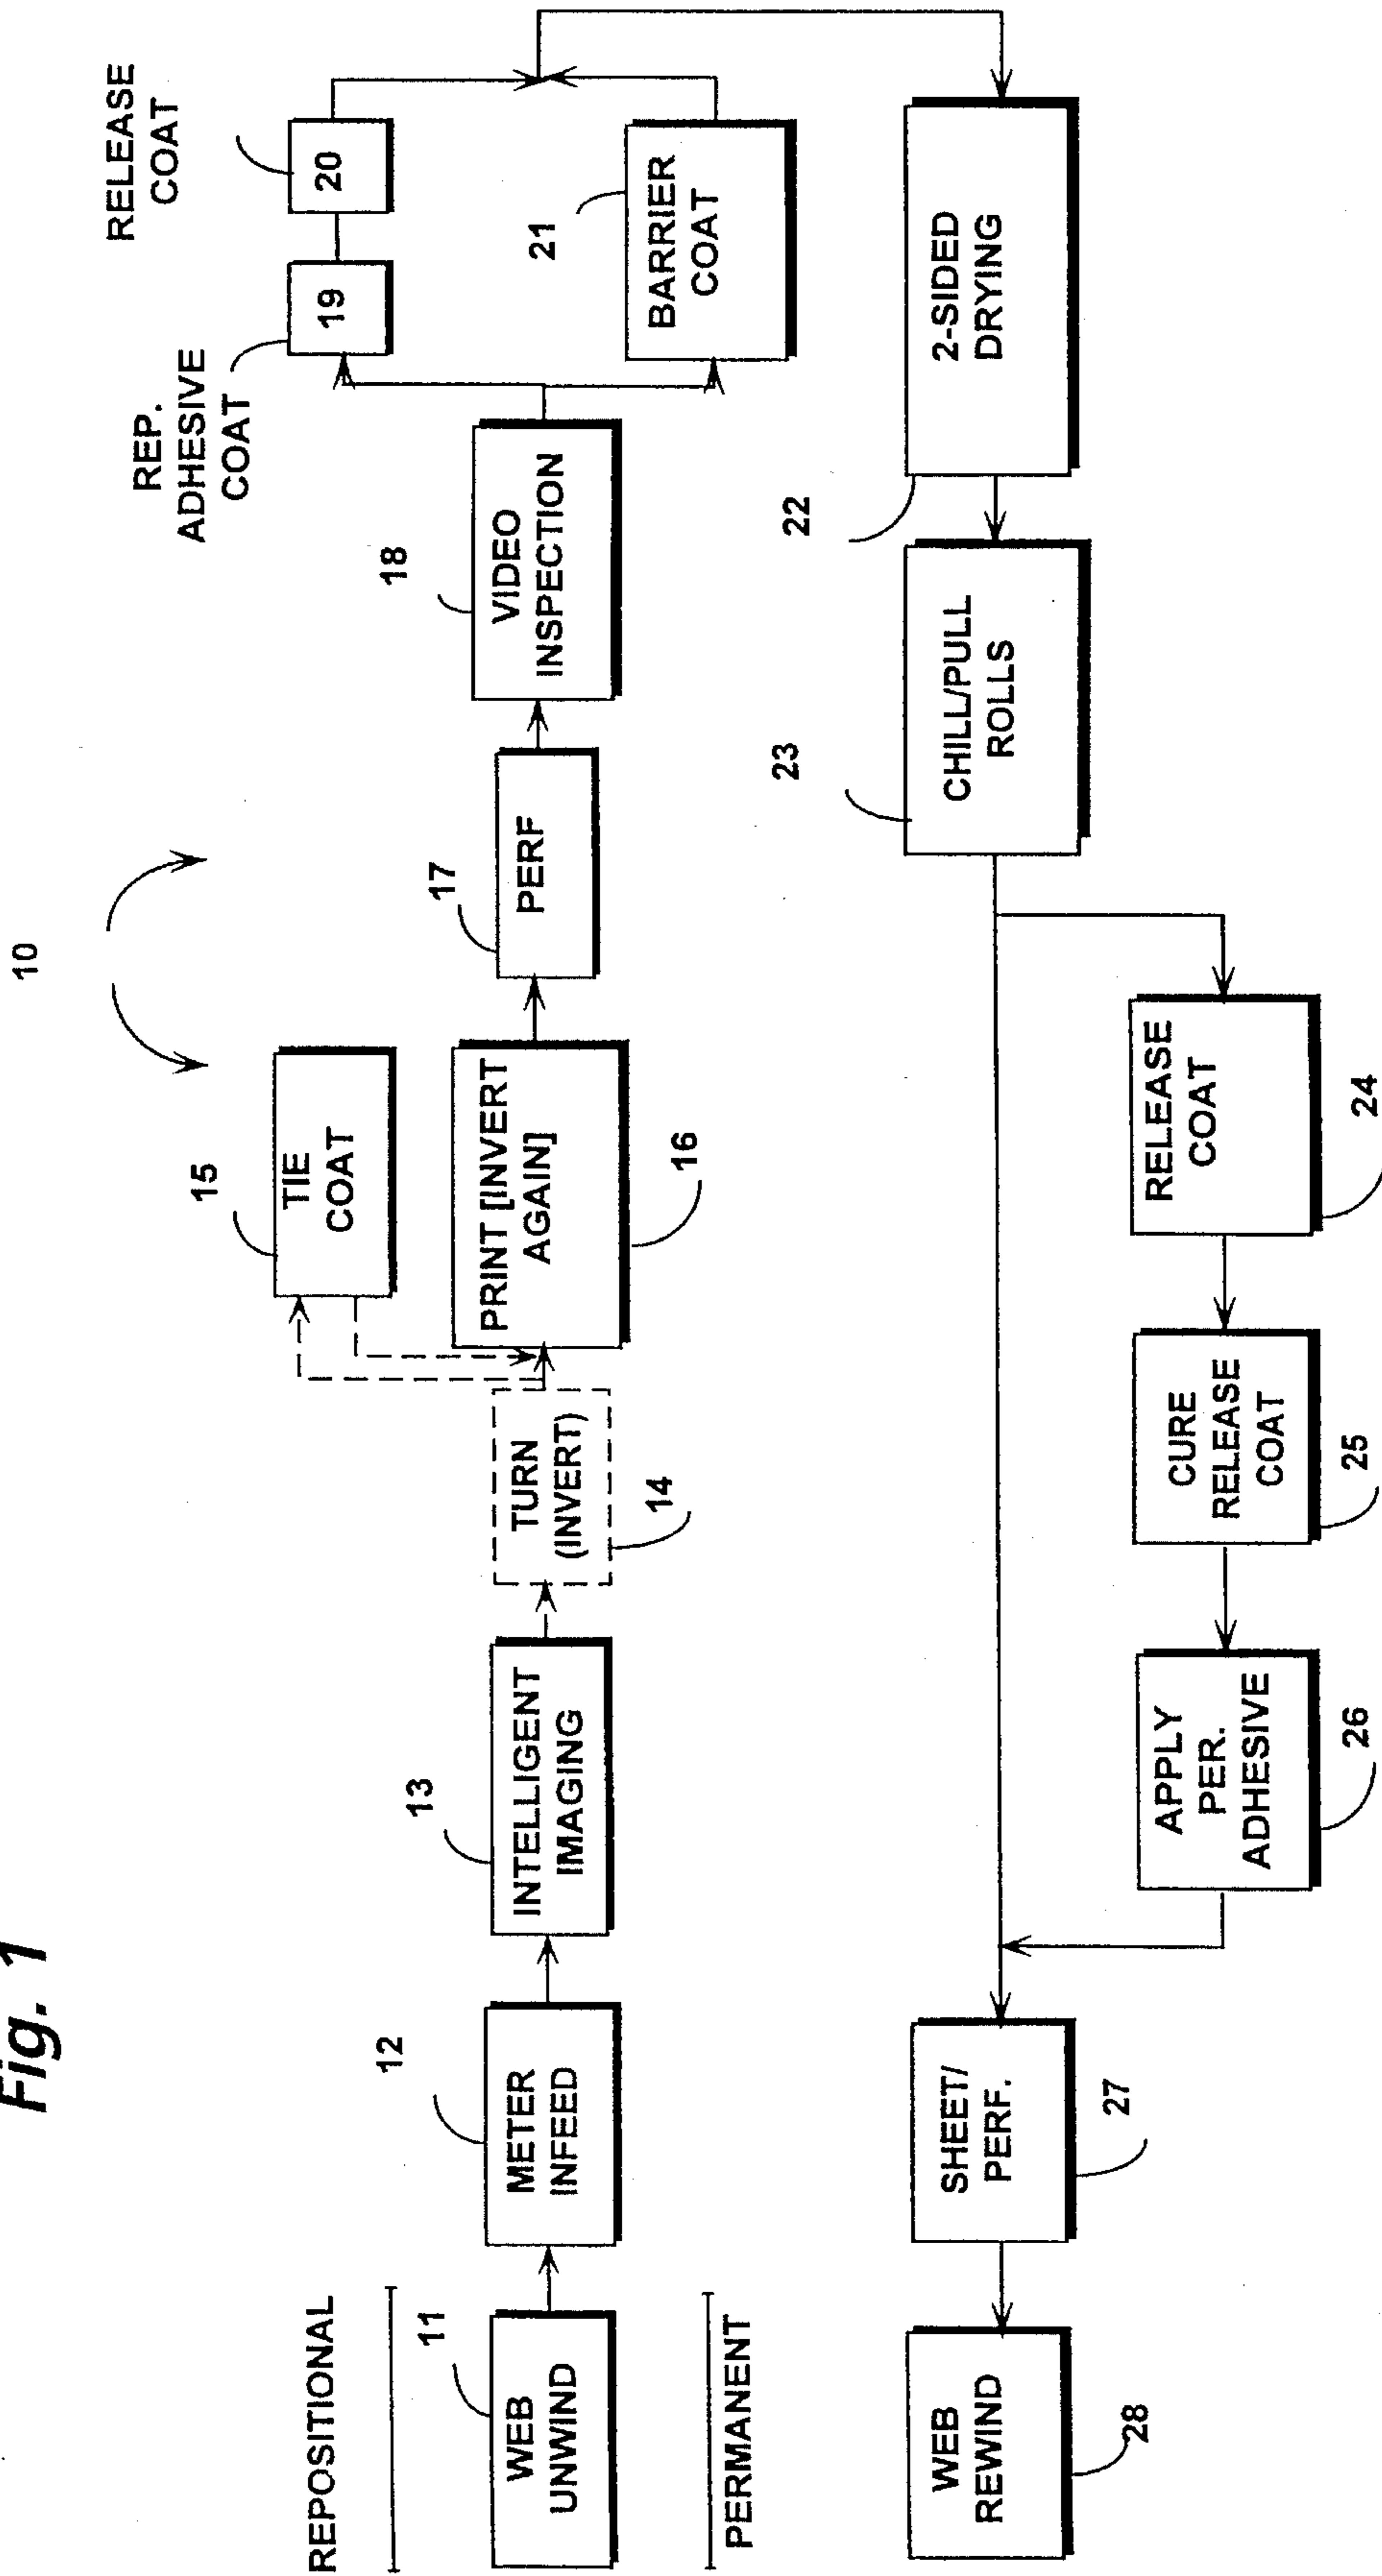 Fig. 1
10
REPOSITIONAL
PERMANENT
11
WEB
UNWIND
12
METER
INFEED
13
INTELLIGENT
IMAGING
TURN
(INVERT)
14
15
TIE
COAT
PRINT [INVERT
AGAIN]
16
17
PERF
18
VIDEO
INSPECTION
REP.
ADHESIVE
COAT
19
RELEASE
COAT
20
21
BARRIER
COAT
2-SIDED
DRYING
22
CHILL/PULL
ROLLS
23
RELEASE
COAT
24
CURE
RELEASE
COAT
25
APPLY
PER.
ADHESIVE
26
SHEET/
PERF.
27
WEB
REWIND
28